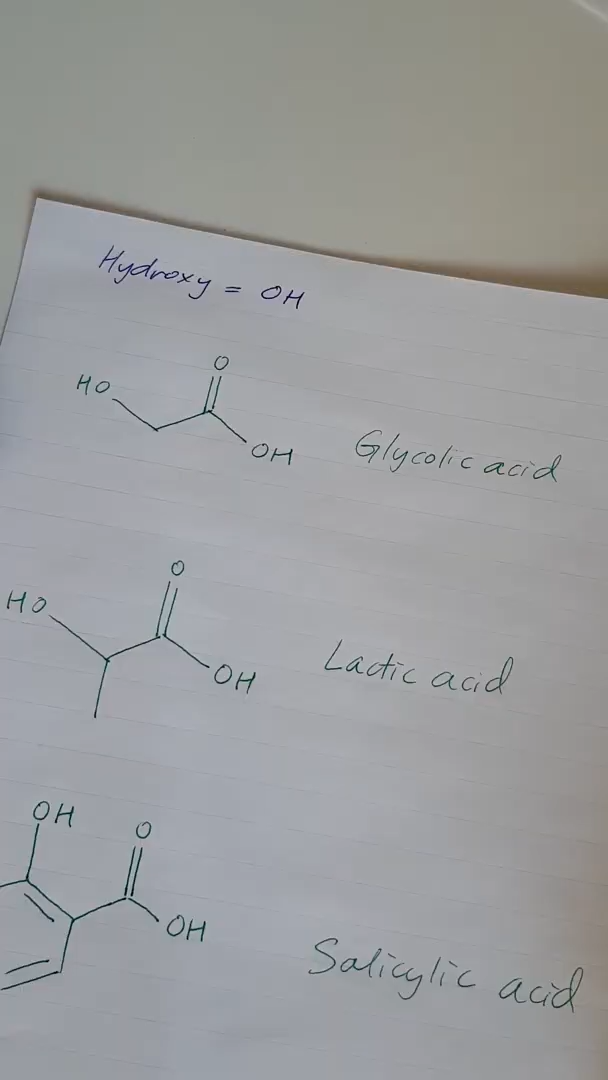 Hydroxy = OH
O
HO
OH
Glycolic acid
O
HO
OH
Lactic acid
OH
O
OH
Salicylic acid